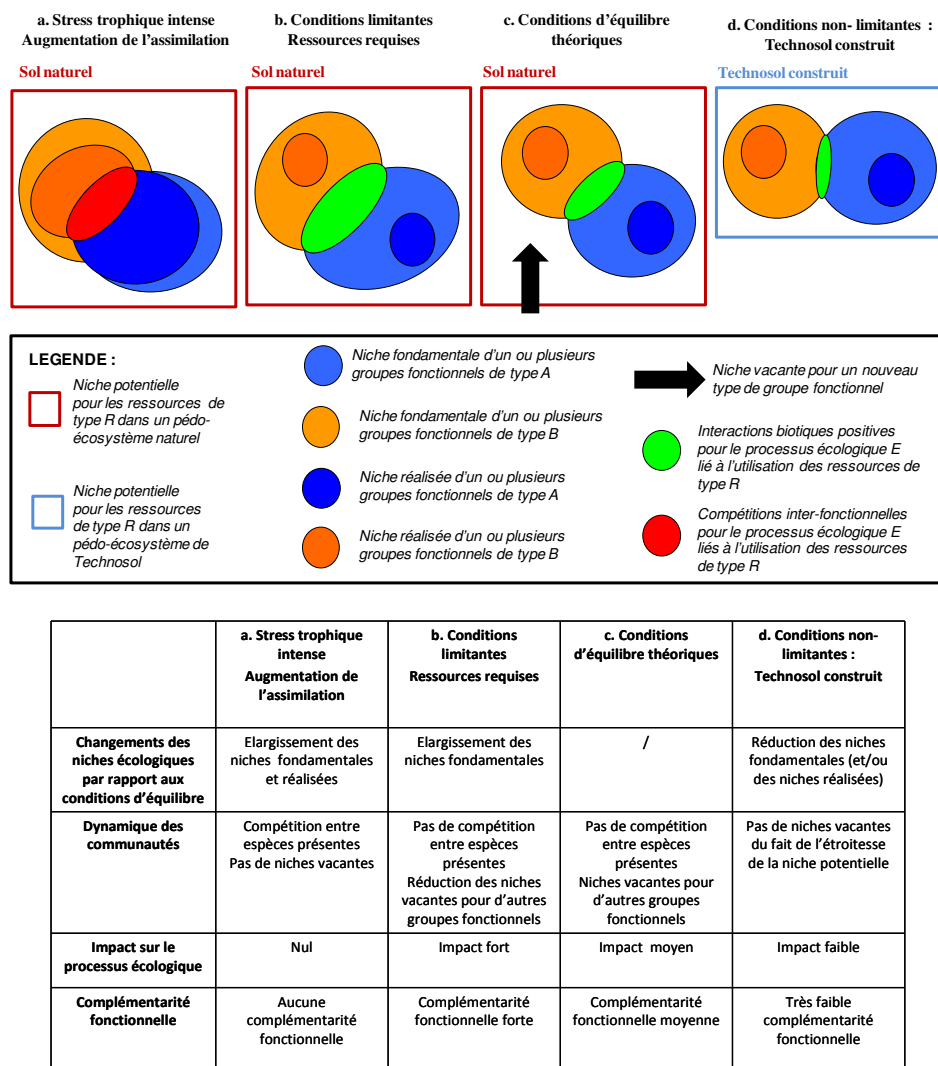 a. Stress trophique intense
Augmentation de l'assimilation
b. Conditions limitantes
Ressources requises
c. Conditions d'équilibre
théoriques
d. Conditions non- limitantes :
Technosol construit
Sol naturel
Sol naturel
Sol naturel
Technosol construit
LEGENDE :
Niche potentielle
pour les ressources de
type R dans un pédo-
écosystème naturel
Niche potentielle
pour les ressources
de type R dans un
pédo-écosystème de
Technosol
Niche fondamentale d'un ou plusieurs
groupes fonctionnels de type A
Niche fondamentale d'un ou plusieurs
groupes fonctionnels de type B
Niche réalisée d'un ou plusieurs
groupes fonctionnels de type A
Niche réalisée d'un ou plusieurs
groupes fonctionnels de type B
Niche vacante pour un nouveau
type de groupe fonctionnel
Interactions biotiques positives
pour le processus écologique E
lié à l'utilisation des ressources de
type R
Compétitions inter-fonctionnelles
pour le processus écologique E
liés à l'utilisation des ressources
de type R
a. Stress trophique
intense
Augmentation de
l'assimilation
b. Conditions
limitantes
Ressources requises
c. Conditions
d'équilibre théoriques
d. Conditions non-
limitantes :
Technosol construit
Changements des
niches écologiques
par rapport aux
conditions d'équilibre
Elargissement des
niches fondamentales
et réalisées
Elargissement des
niches fondamentales
/
Réduction des niches
fondamentales (et/ou
des niches réalisées)
Dynamique des
communautés
Compétition entre
espèces présentes
Pas de niches vacantes
Pas de compétition
entre espèces
présentes
Réduction des niches
vacantes pour d'autres
groupes fonctionnels
Pas de compétition
entre espèces
présentes
Niches vacantes pour
d'autres groupes
fonctionnels
Pas de niches vacantes
du fait de l'étroitesse
de la niche potentielle
Impact sur le
processus écologique
Nul
Impact fort
Impact moyen
Impact faible
Complémentarité
fonctionnelle
Aucune
complémentarité
fonctionnelle
Complémentarité
fonctionnelle forte
Complémentarité
fonctionnelle moyenne
Très faible
complémentarité
fonctionnelle